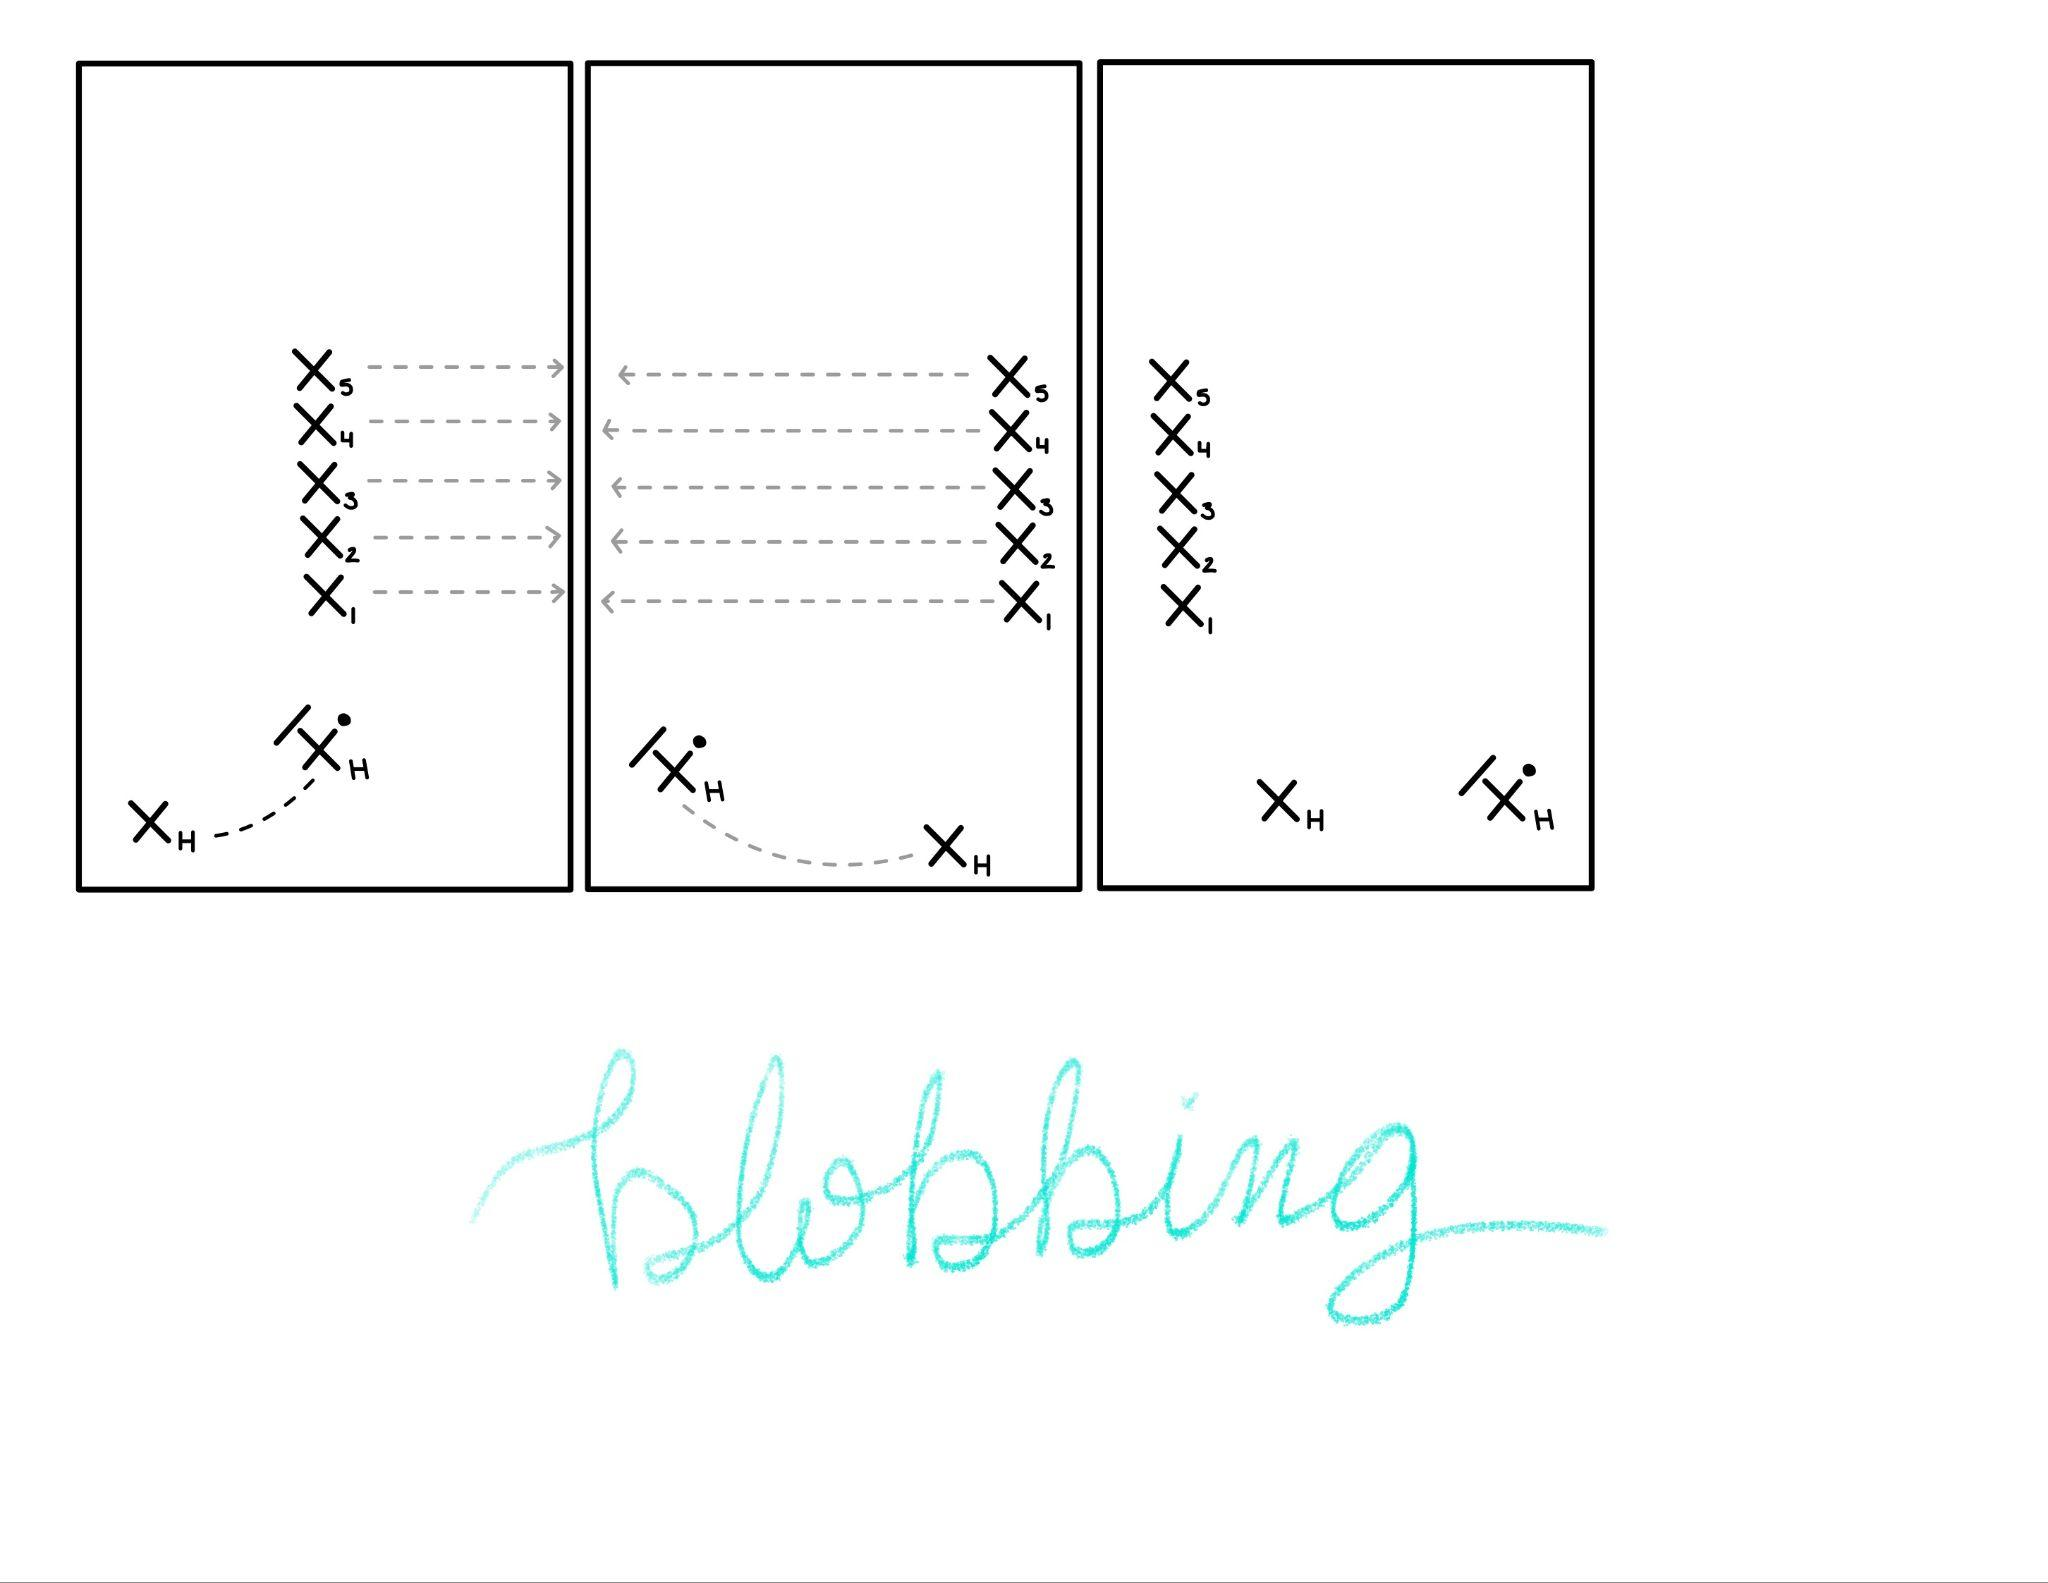 X5 X5 X5
X4 X4 X4
X3 X3 X3
X2 X2 X2
X1 X1 X1
XH XH XH XH
XH XH
blobbing